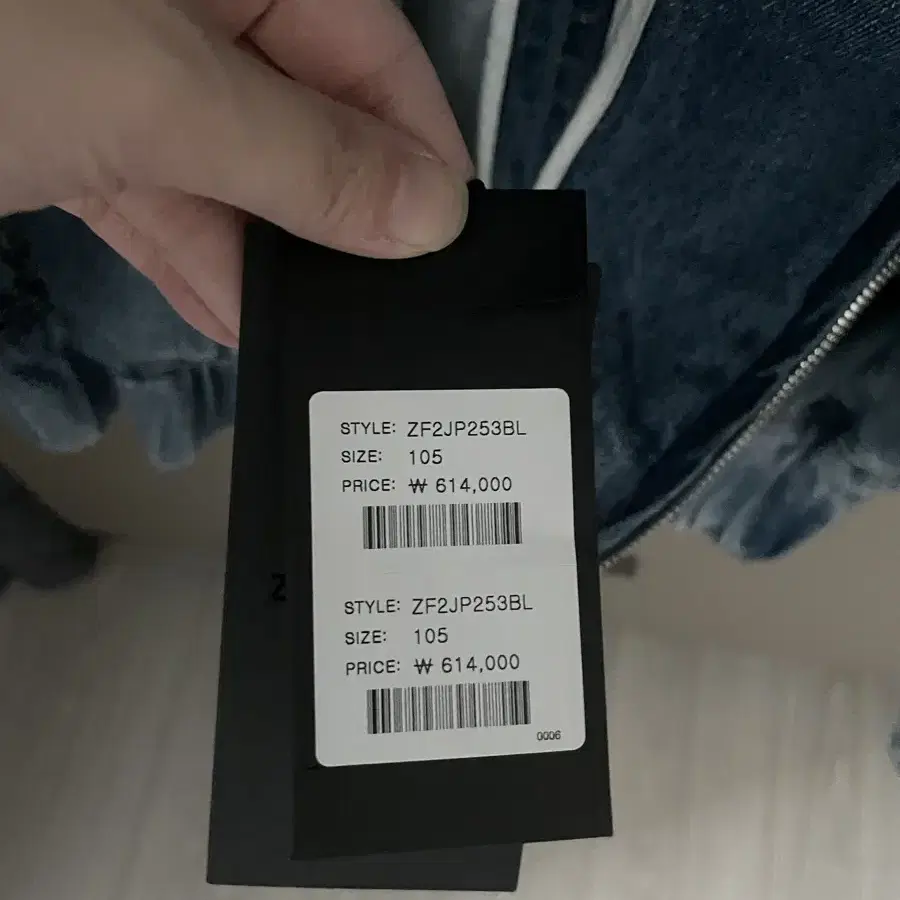 STYLE: ZF2JP253BL
SIZE: 105
PRICE: ₩ 614,000
STYLE: ZF2JP253BL
SIZE: 105
PRICE: ₩ 614,000
0006